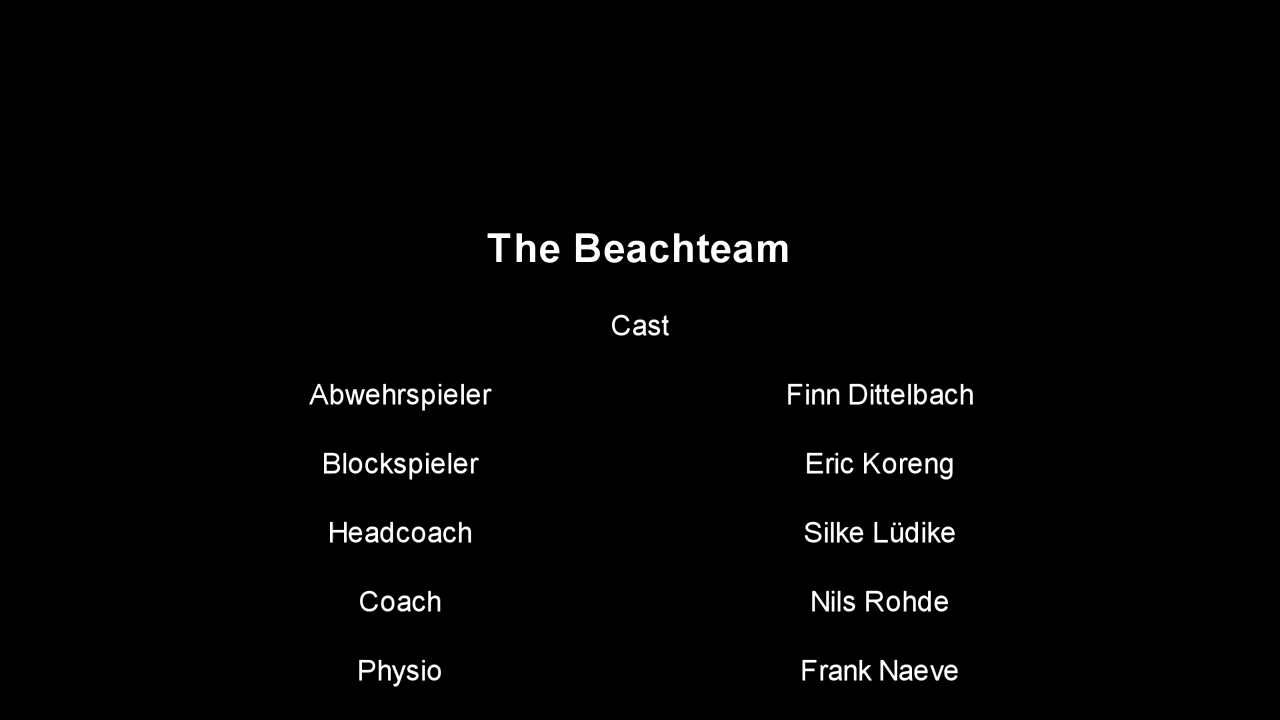 The Beachteam
Cast
Abwehrspieler Finn Dittelbach
Blockspieler Eric Koreng
Headcoach Silke Lüdike
Coach Nils Rohde
Physio Frank Naeve